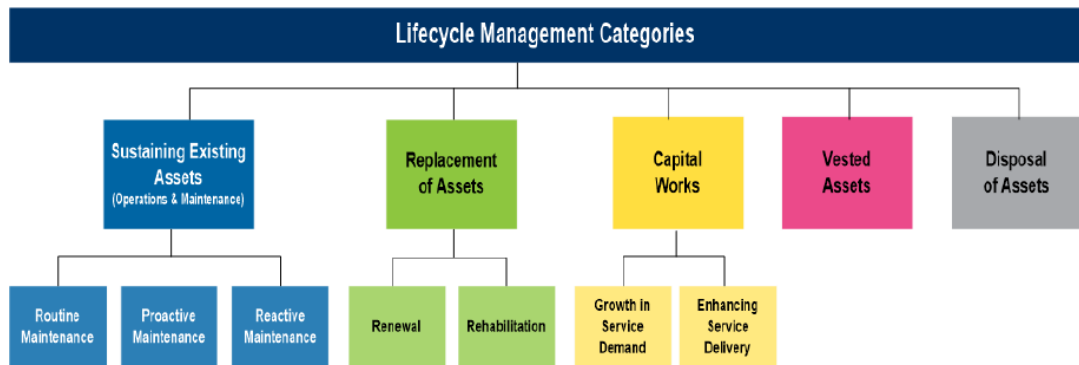 Lifecycle Management Categories
Sustaining Existing
Assets
(Operations & Maintenance)
Replacement
of Assets
Capital
Works
Vested
Assets
Disposal
of Assets
Routine
Maintenance
Proactive
Maintenance
Reactive
Maintenance
Renewal
Rehabilitation
Growth in
Service
Demand
Enhancing
Service
Delivery